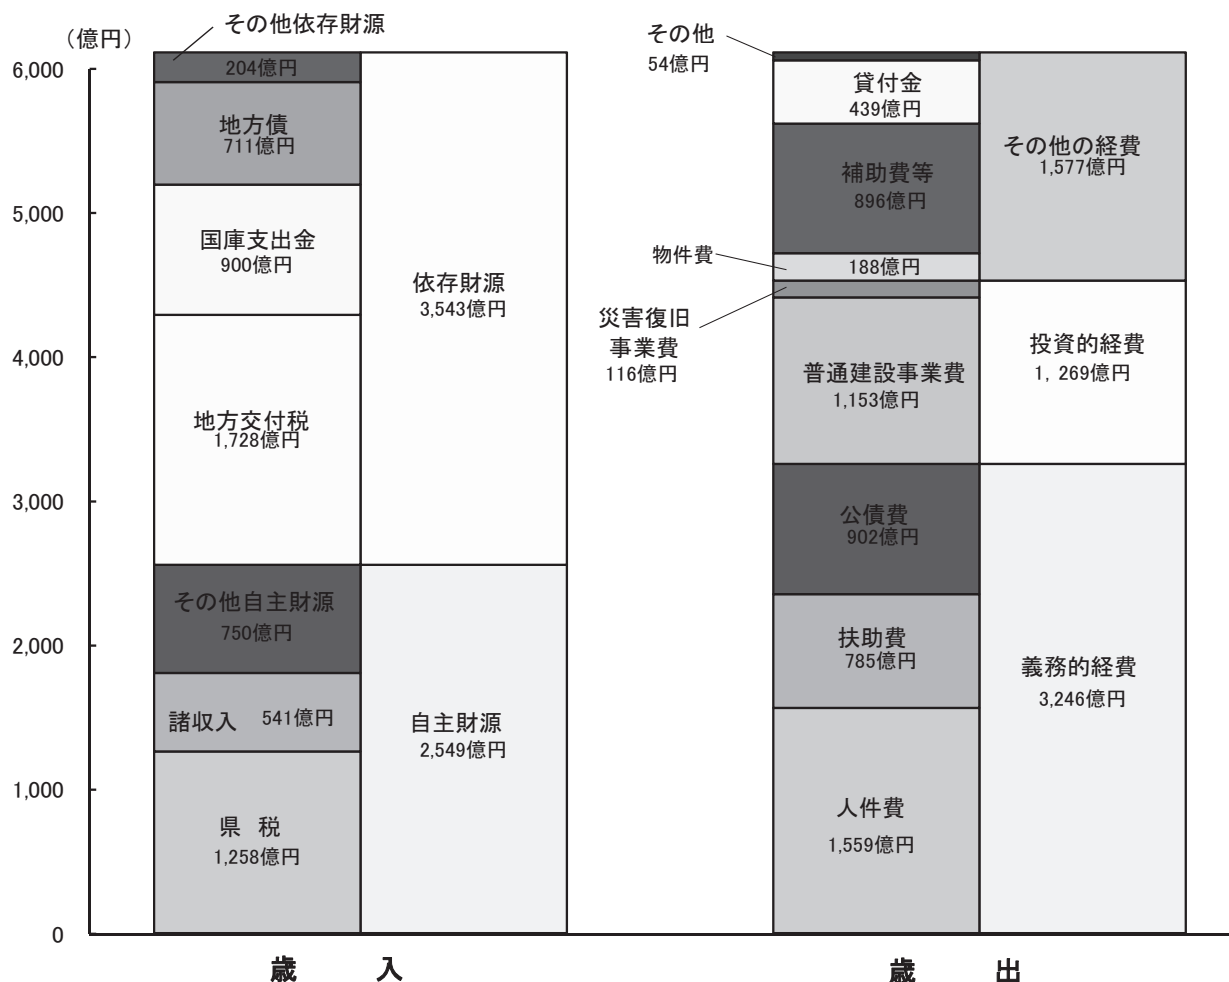 （億円）
6,000
5,000
4,000
3,000
2,000
1,000
0
その他依存財源
204億円
地方債
711億円
国庫支出金
900億円
地方交付税
1,728億円
その他自主財源
750億円
諸収入 541億円
県 税
1,258億円
依存財源
3,543億円
自主財源
2,549億円
歳 入
その他
54億円
貸付金
439億円
補助費等
896億円
物件費
188億円
災害復旧
事業費
116億円
普通建設事業費
1,153億円
公債費
902億円
扶助費
785億円
人件費
1,559億円
その他の経費
1,577億円
投資的経費
1, 269億円
義務的経費
3,246億円
歳 出